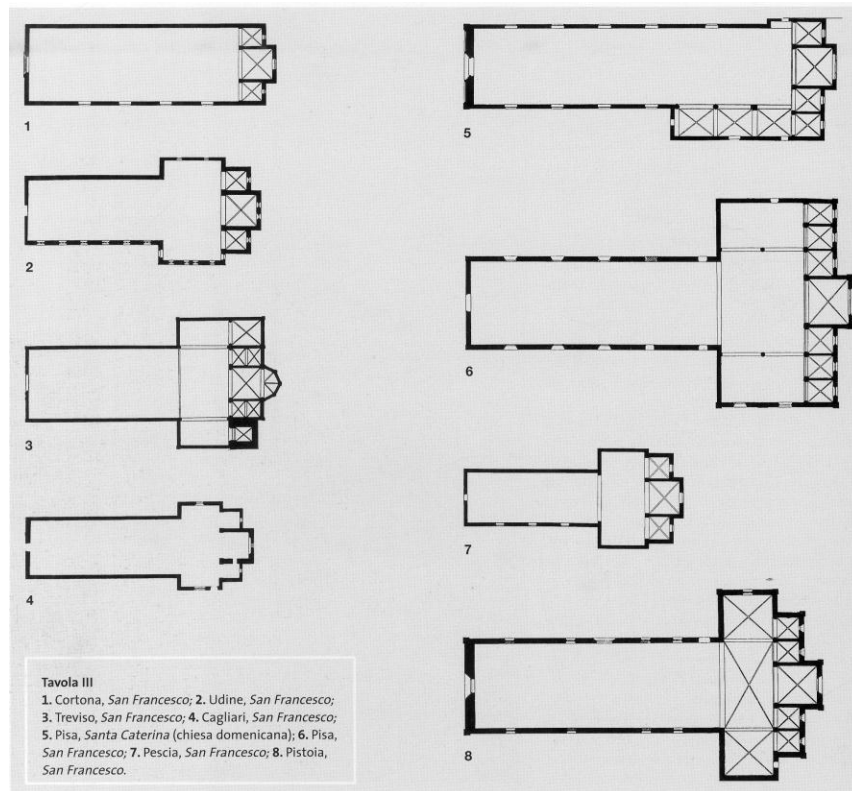 1
2
3
4
5
6
7
8
Tavola III
1. Cortona, San Francesco; 2. Udine, San Francesco;
3. Treviso, San Francesco; 4. Cagliari, San Francesco;
5. Pisa, Santa Caterina (chiesa domenicana); 6. Pisa,
San Francesco; 7. Pescia, San Francesco; 8. Pistoia,
San Francesco.